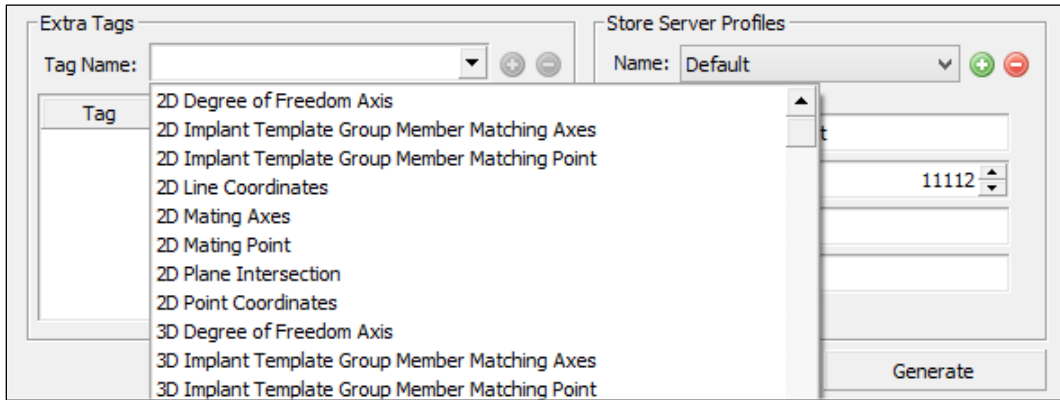 Extra Tags
Store Server Profiles
Tag Name:
Name: Default
Tag
2D Degree of Freedom Axis
2D Implant Template Group Member Matching Axes
2D Implant Template Group Member Matching Point
2D Line Coordinates
2D Mating Axes
2D Mating Point
2D Plane Intersection
2D Point Coordinates
3D Degree of Freedom Axis
3D Implant Template Group Member Matching Axes
3D Implant Template Group Member Matching Point
11112
Generate